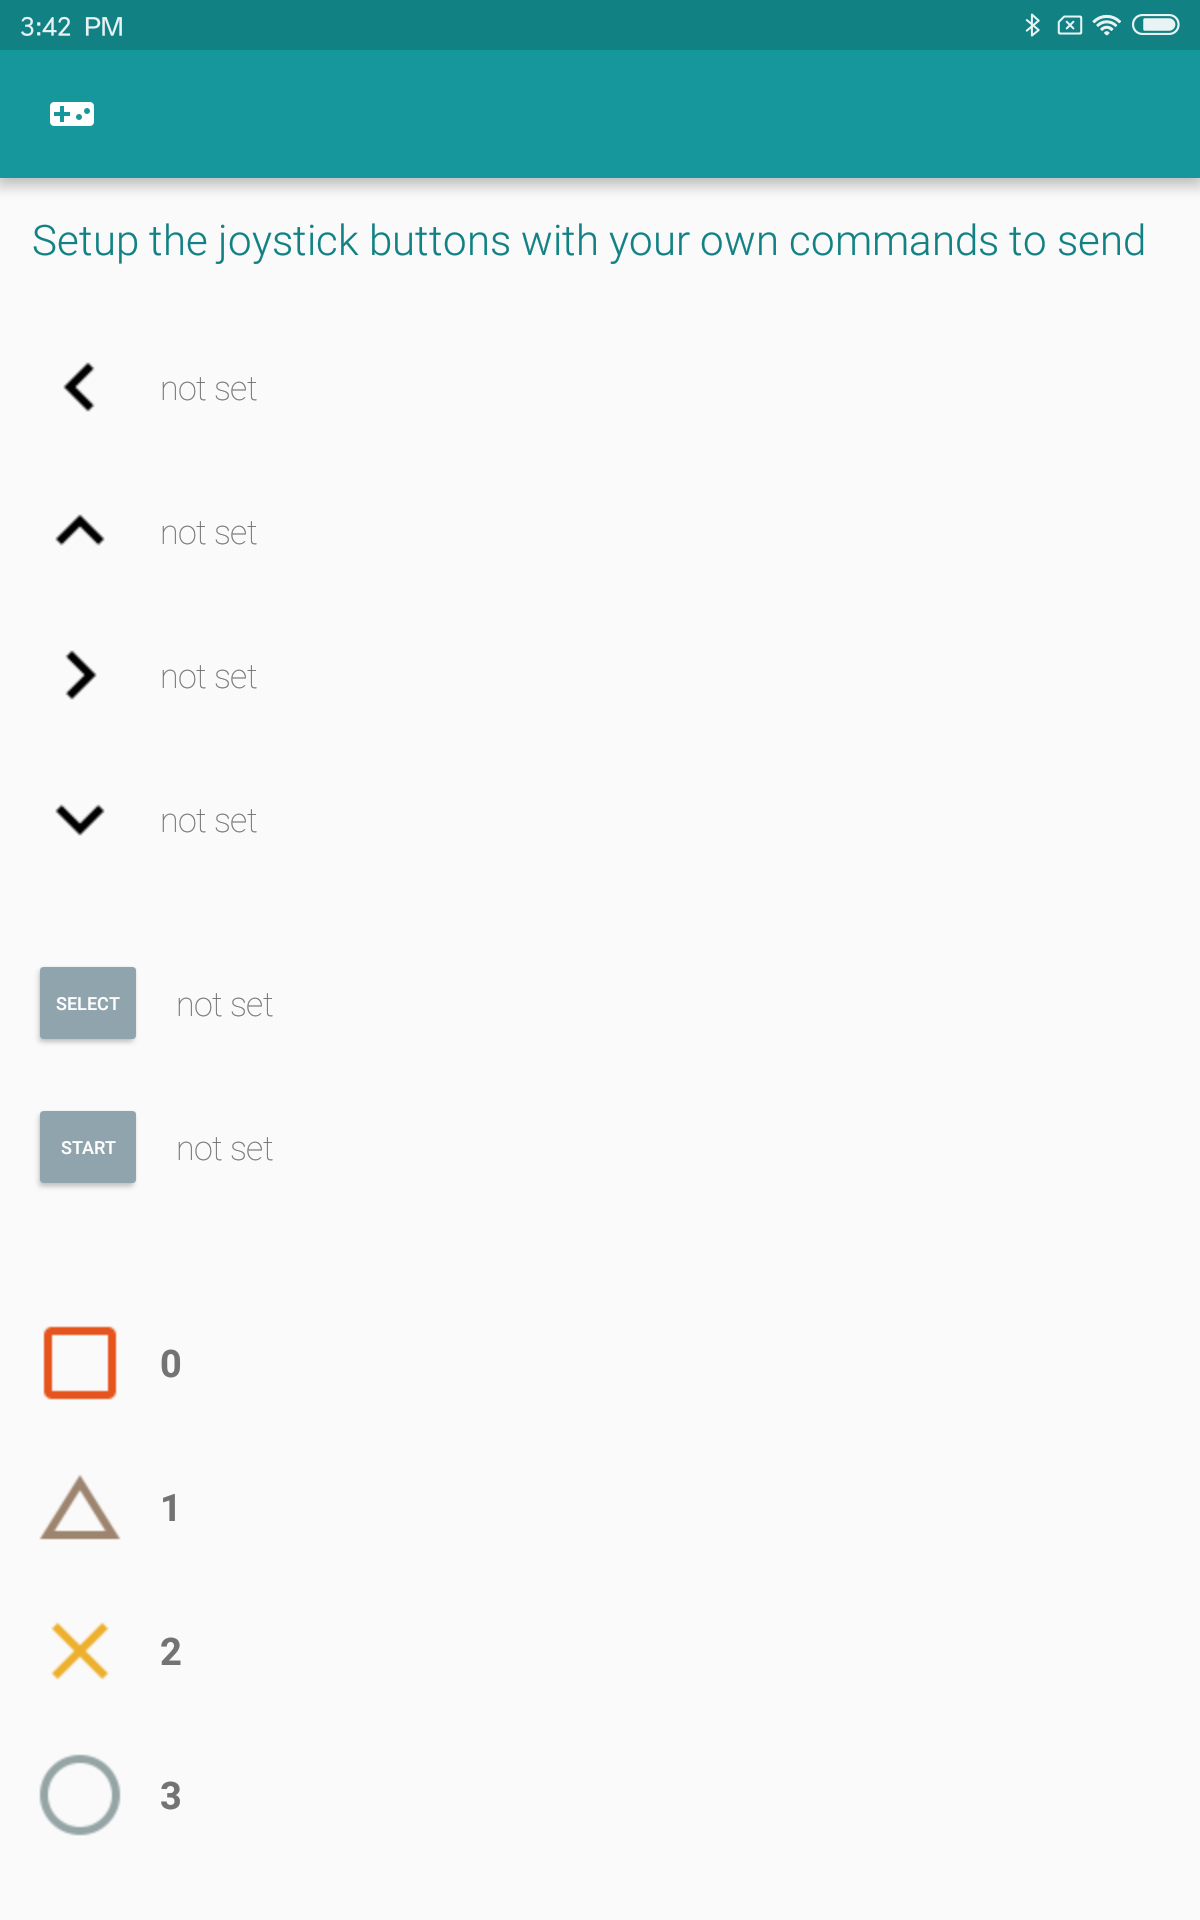 3:42 PM
Setup the joystick buttons with your own commands to send
not set
not set
not set
not set
SELECT not set
START not set
0
1
2
3